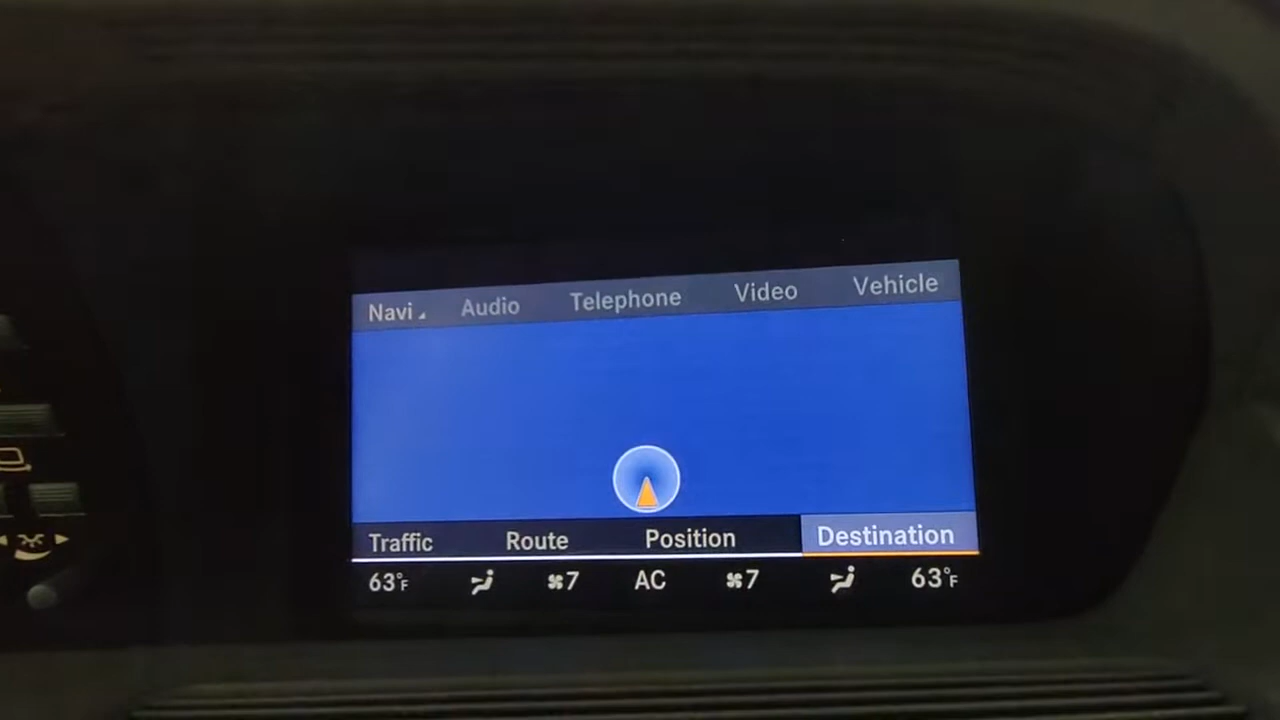 Navi Audio Telephone Video Vehicle
Traffic Route Position Destination
63°F 7 AC 7 63°F